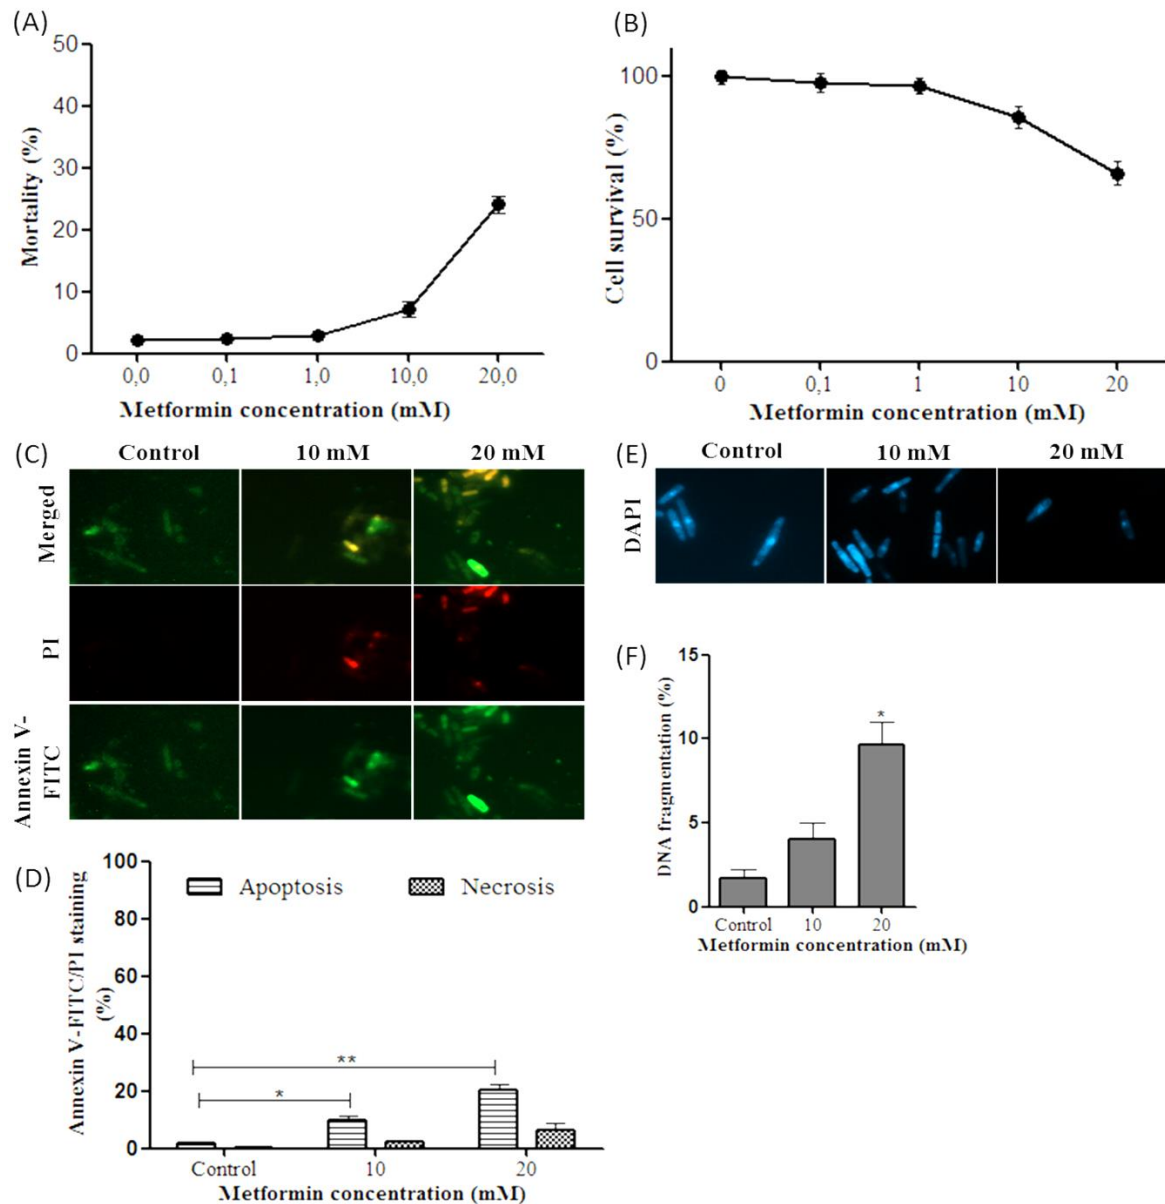 (A)
50
40
30
20
10
0
Mortality (%)
0,0 0,1 1,0 10,0 20,0
Metformin concentration (mM)
(B)
100
50
0
Cell survival (%)
0 0,1 1 10 20
Metformin concentration (mM)
(C)
Control 10 mM 20 mM
Merged
PI
Annexin V-
FITC
(E)
Control 10 mM 20 mM
DAPI
(D)
100
80
60
40
20
0
Annexin V-FITC/PI staining
(%)
Apoptosis Necrosis
**
*
Control 10 20
Metformin concentration (mM)
(F)
15
10
5
0
DNA fragmentation (%)
*
Control 10 20
Metformin concentration (mM)